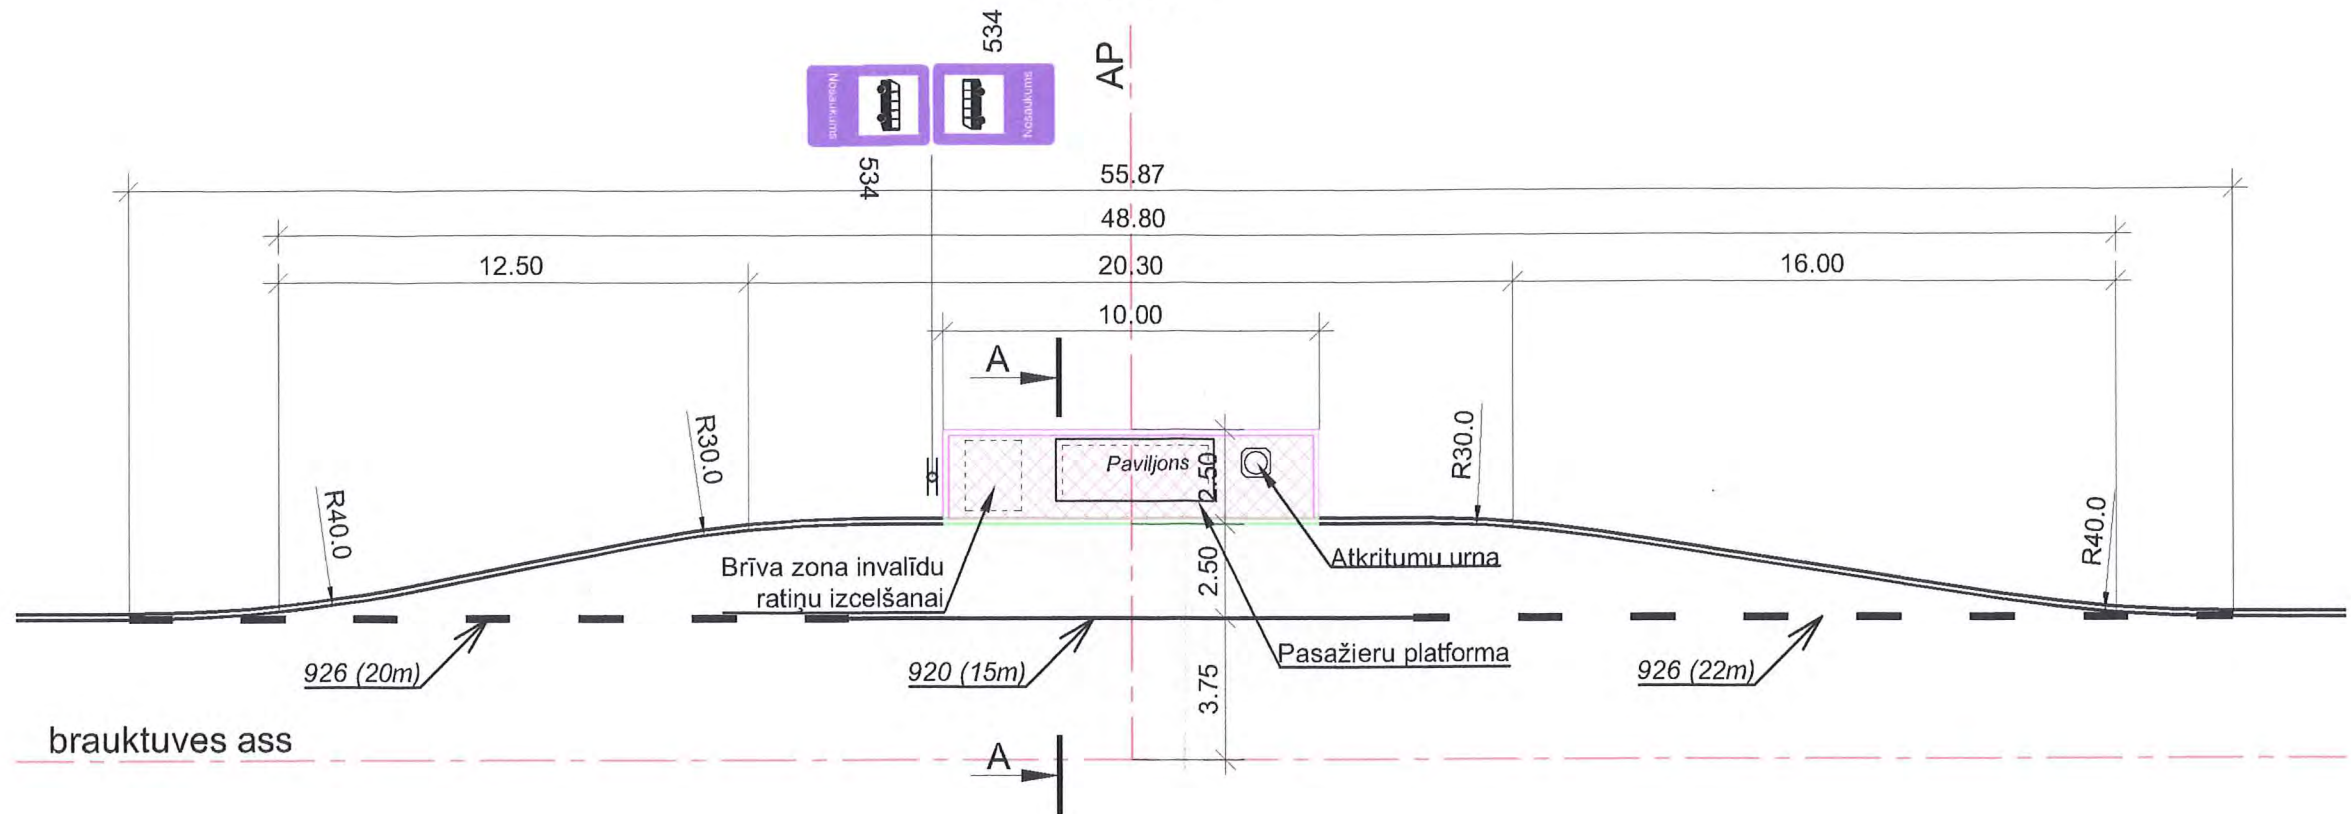 534
AP
Nosaukums
Nosaukums
534
55.87
48.80
12.50
20.30
16.00
10.00
A
R30.0
R30.0
Paviljons
2.50
R40.0
R40.0
Brīva zona invalīdu
ratiņu izcelšanai
2.50
Atkritumu urna
926 (20m)
920 (15m)
3.75
Pasažieru platforma
926 (22m)
brauktuves ass
A